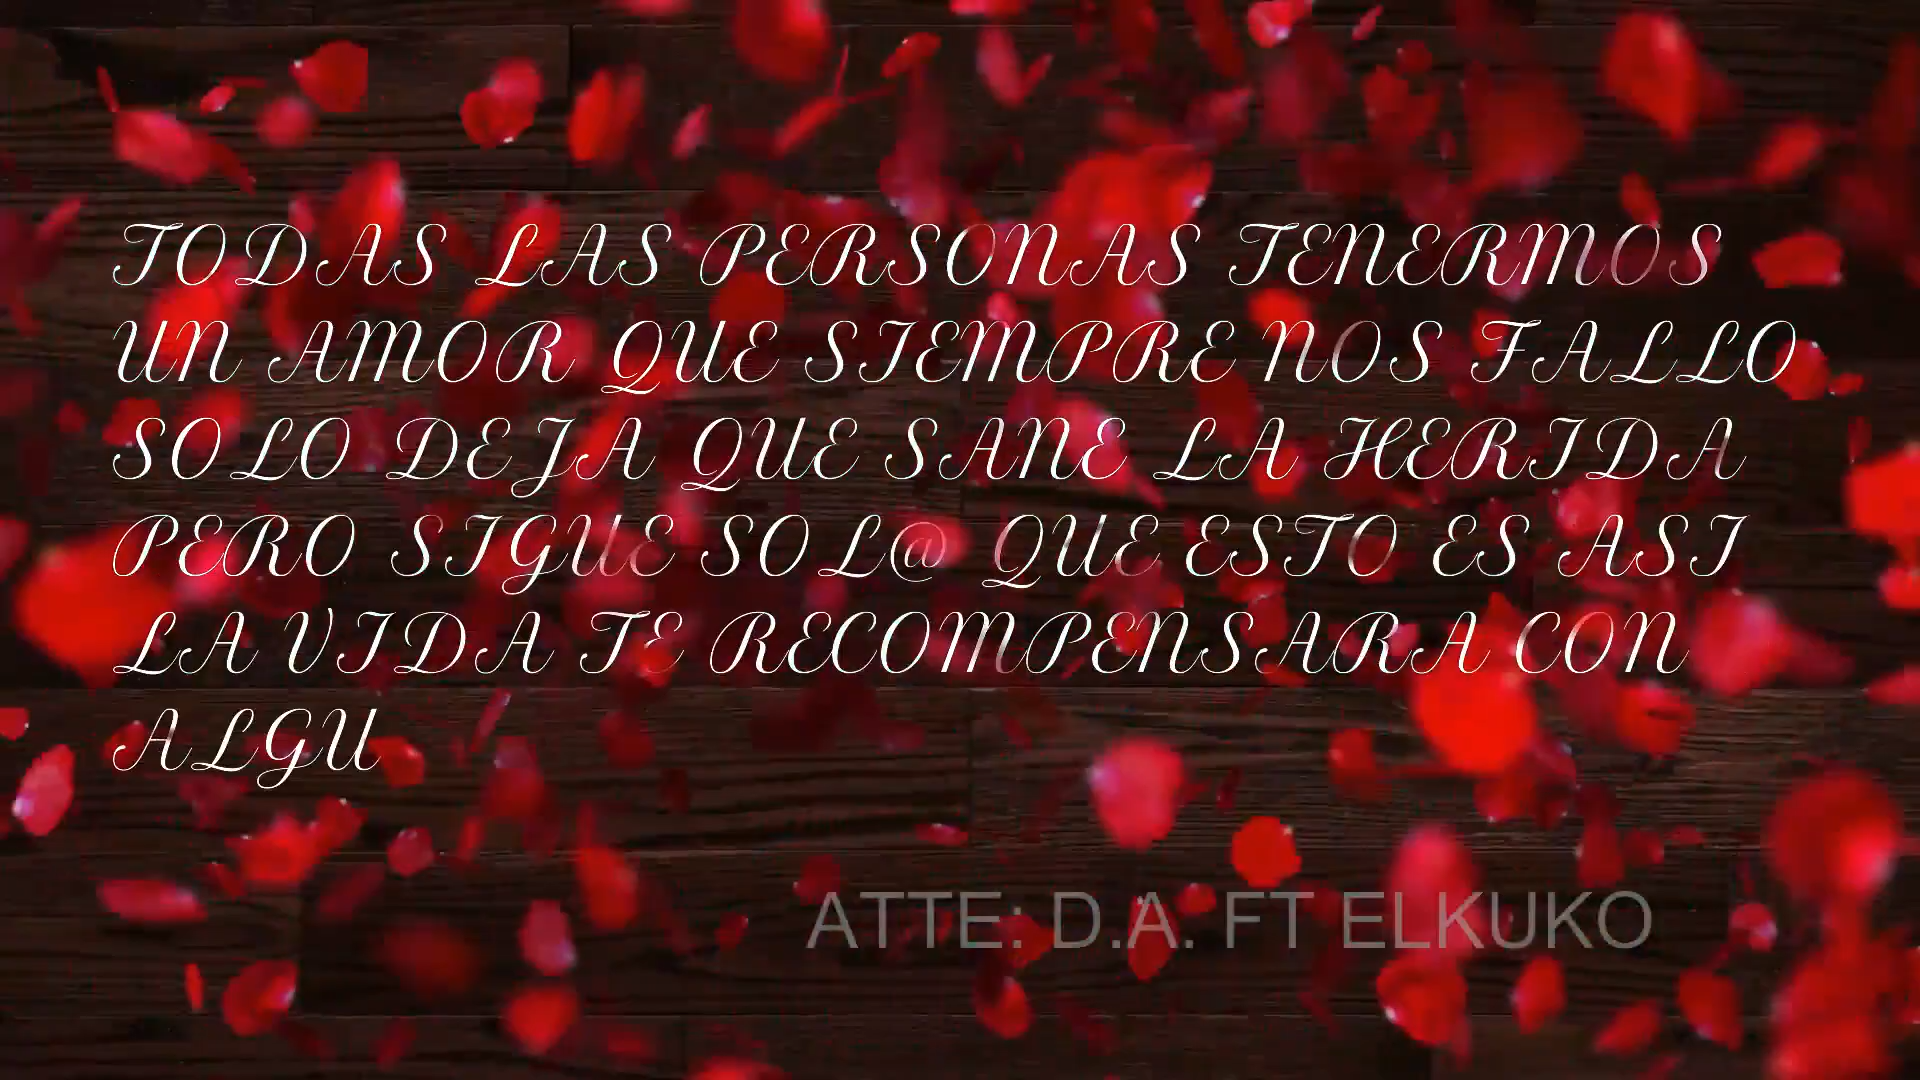 TODAS LAS PERSONAS TENERMOS
UN AMOR QUE SIEMPRE NOS FALLO
SOLO DEJA QUE SANE LA HERIDA
PERO SIGUE SOL@ QUE ESTO ES ASI
LA VIDA TE RECOMPENSARA CON
ALGU
ATTE: D.A. FT ELKUKO